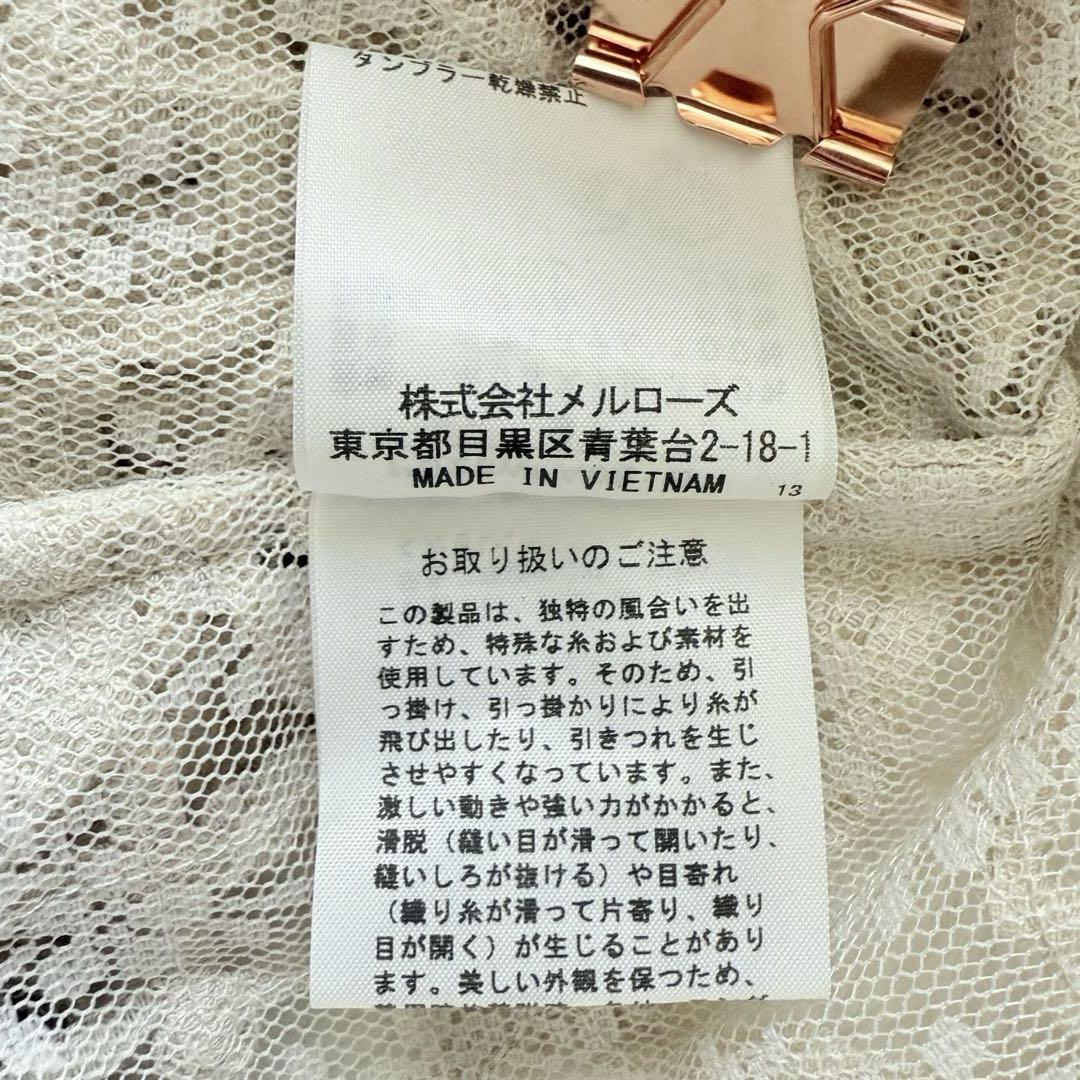 タンブラー乾燥禁止
株式会社メルローズ
東京都目黒区青葉台2-18-1
MADE IN VIETNAM 13
お取り扱いのご注意
この製品は、独特の風合いを出
すため、特殊な糸および素材を
使用しています。そのため、引
っ掛け、引っ掛かりにより糸が
飛び出したり、引きつれを生じ
させやすくなっています。また、
激しい動きや強い力がかかると、
滑脱（縫い目が滑って開いたり、
縫いしろが抜ける）や目寄れ
（織り糸が滑って片寄り、織り
目が開く）が生じることがあり
ます。美しい外観を保つため、